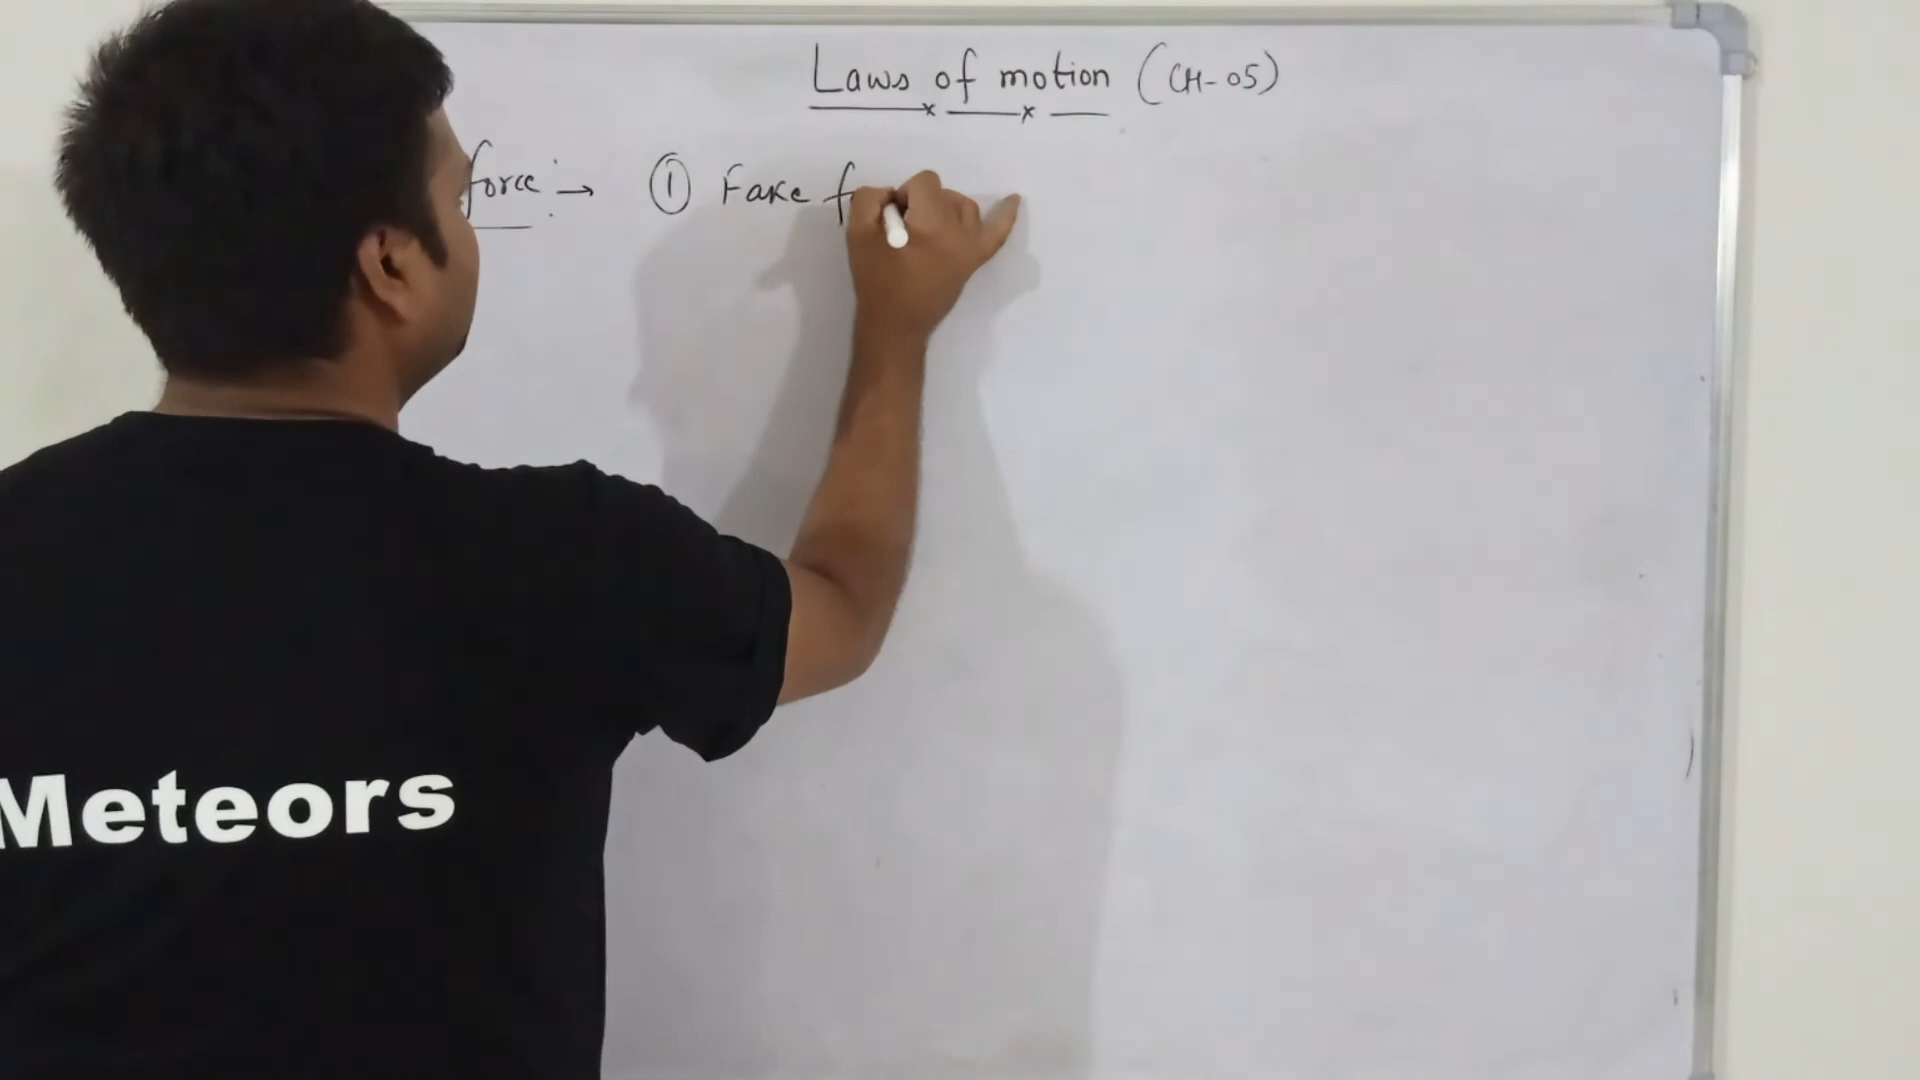 Laws of motion (CH-05)
force :→ ① Fake f
Meteors